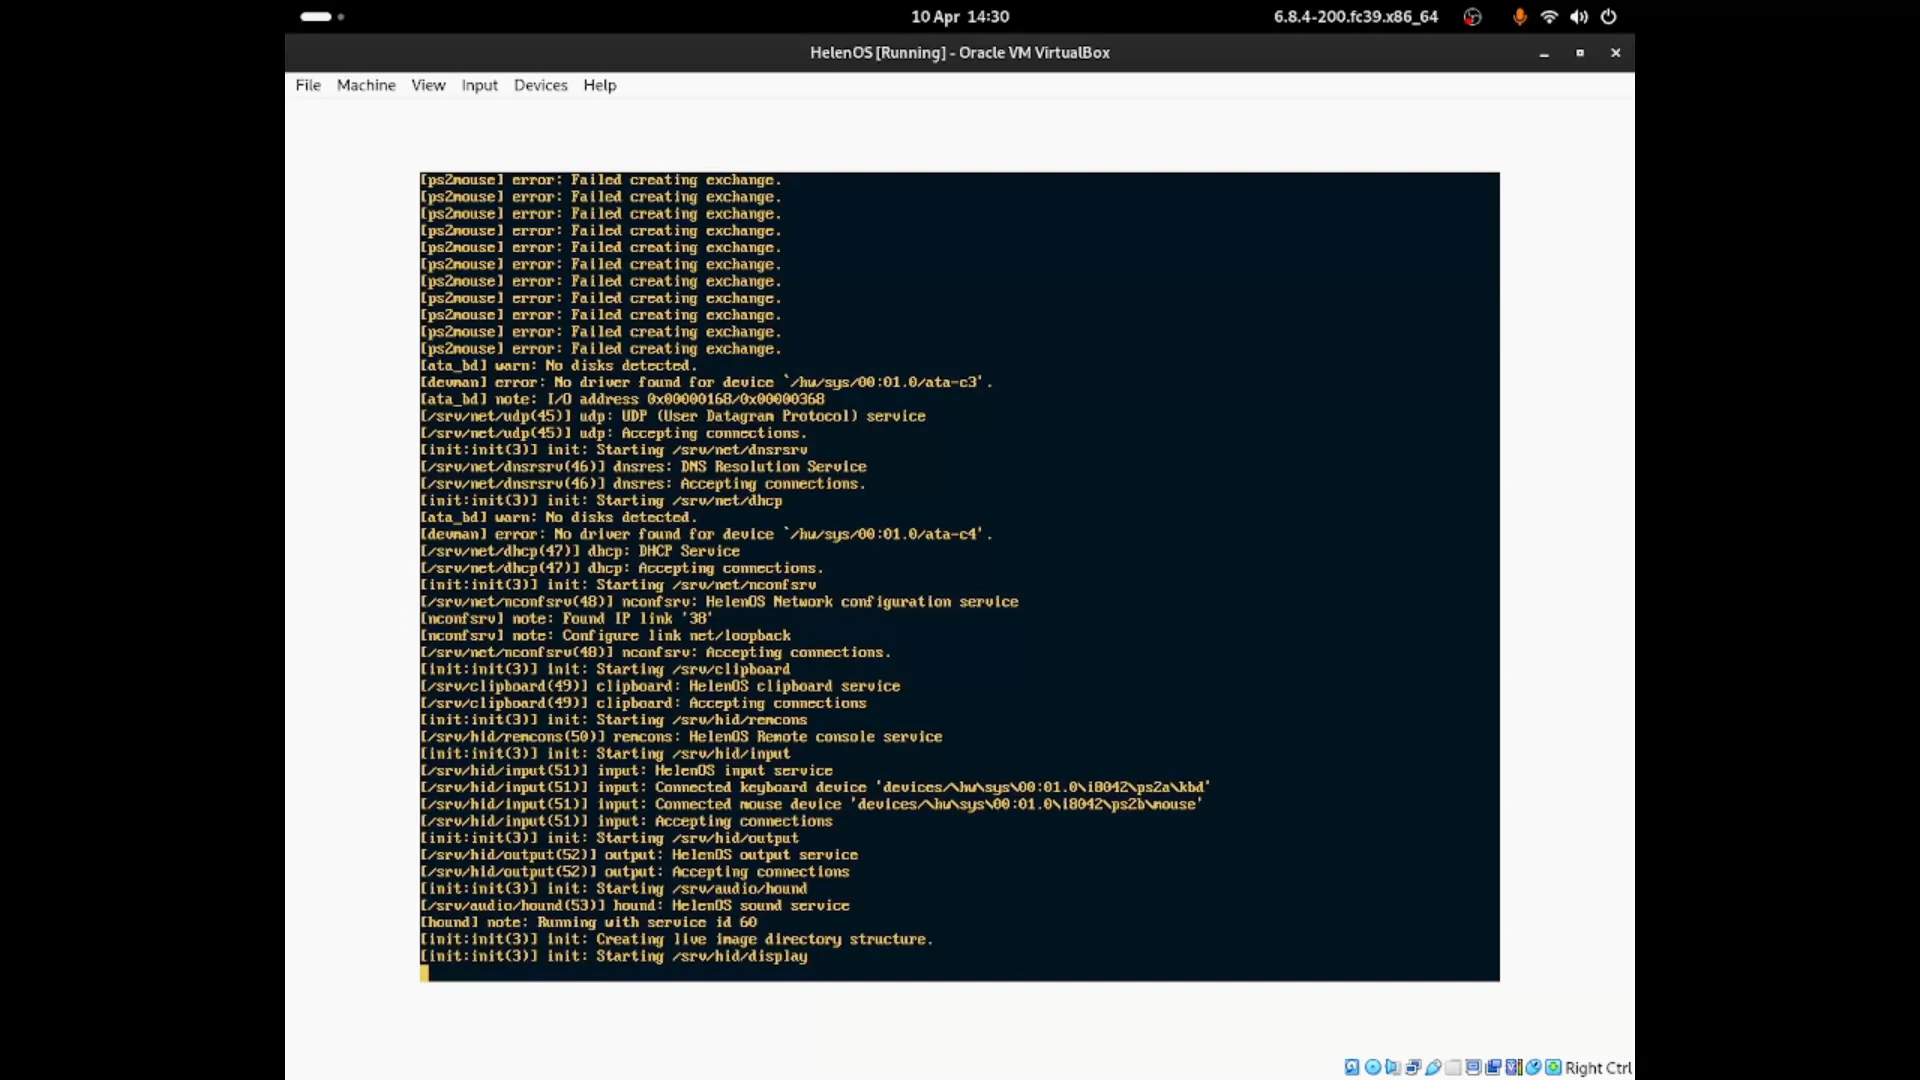 10 Apr 14:30
6.8.4-200.fc39.x86_64
HelenOS [Running] - Oracle VM VirtualBox
File Machine View Input Devices Help
[ps2mouse] error: Failed creating exchange.
[ps2mouse] error: Failed creating exchange.
[ps2mouse] error: Failed creating exchange.
[ps2mouse] error: Failed creating exchange.
[ps2mouse] error: Failed creating exchange.
[ps2mouse] error: Failed creating exchange.
[ps2mouse] error: Failed creating exchange.
[ps2mouse] error: Failed creating exchange.
[ps2mouse] error: Failed creating exchange.
[ps2mouse] error: Failed creating exchange.
[ps2mouse] error: Failed creating exchange.
[ata_bd] warn: No disks detected.
[devman] error: No driver found for device `/hw/sys/00:01.0/ata-c3'.
[ata_bd] note: I/O address 0x00000168/0x00000368
[/srv/net/udp(45)] udp: UDP (User Datagram Protocol) service
[/srv/net/udp(45)] udp: Accepting connections.
[init:init(3)] init: Starting /srv/net/dnsrsrv
[/srv/net/dnsrsrv(46)] dnsres: DNS Resolution Service
[/srv/net/dnsrsrv(46)] dnsres: Accepting connections.
[init:init(3)] init: Starting /srv/net/dhcp
[ata_bd] warn: No disks detected.
[devman] error: No driver found for device `/hw/sys/00:01.0/ata-c4'.
[/srv/net/dhcp(47)] dhcp: DHCP Service
[/srv/net/dhcp(47)] dhcp: Accepting connections.
[init:init(3)] init: Starting /srv/net/nconfsrv
[/srv/net/nconfsrv(48)] nconfsrv: HelenOS Network configuration service
[nconfsrv] note: Found IP link '38'
[nconfsrv] note: Configure link net/loopback
[/srv/net/nconfsrv(48)] nconfsrv: Accepting connections.
[init:init(3)] init: Starting /srv/clipboard
[/srv/clipboard(49)] clipboard: HelenOS clipboard service
[/srv/clipboard(49)] clipboard: Accepting connections
[init:init(3)] init: Starting /srv/hid/remcons
[/srv/hid/remcons(50)] remcons: HelenOS Remote console service
[init:init(3)] init: Starting /srv/hid/input
[/srv/hid/input(51)] input: HelenOS input service
[/srv/hid/input(51)] input: Connected keyboard device 'devices/\hw\sys\00:01.0\i8042\ps2a\kbd'
[/srv/hid/input(51)] input: Connected mouse device 'devices/\hw\sys\00:01.0\i8042\ps2b\mouse'
[/srv/hid/input(51)] input: Accepting connections
[init:init(3)] init: Starting /srv/hid/output
[/srv/hid/output(52)] output: HelenOS output service
[/srv/hid/output(52)] output: Accepting connections
[init:init(3)] init: Starting /srv/audio/hound
[/srv/audio/hound(53)] hound: HelenOS sound service
[hound] note: Running with service id 60
[init:init(3)] init: Creating live image directory structure.
[init:init(3)] init: Starting /srv/hid/display
Right Ctrl